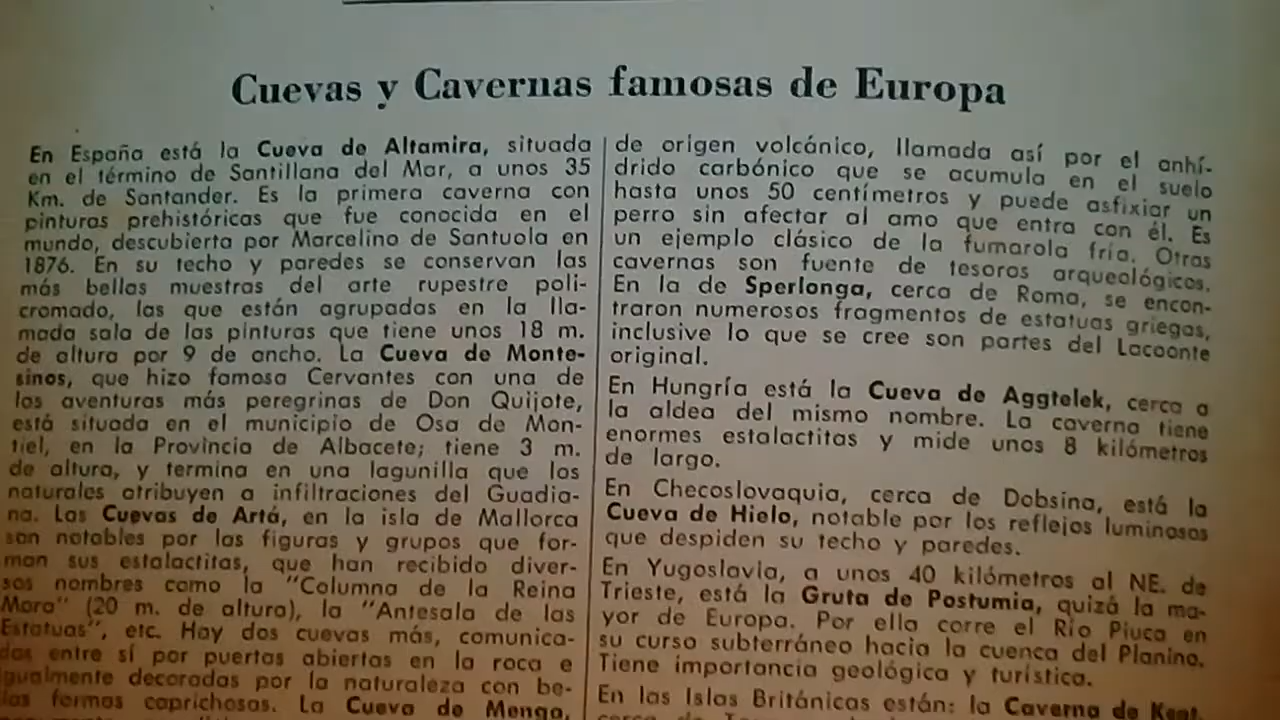 Cuevas y Cavernas famosas de Europa
En España está la Cueva de Altamira, situada
en el término de Santillana del Mar, a unos 35
Km. de Santander. Es la primera caverna con
pinturas prehistóricas que fue conocida en el
mundo, descubierta por Marcelino de Santuola en
1876. En su techo y paredes se conservan las
más bellas muestras del arte rupestre poli-
cromado, las que están agrupadas en la lla-
mada sala de las pinturas que tiene unos 18 m.
de altura por 9 de ancho. La Cueva de Monte-
sinos, que hizo famosa Cervantes con una de
las aventuras más peregrinas de Don Quijote,
está situada en el municipio de Osa de Mon-
tiel, en la Provincia de Albacete; tiene 3 m.
de altura, y termina en una lagunilla que los
naturales atribuyen a infiltraciones del Guadia-
na. Las Cuevas de Artá, en la isla de Mallorca
son notables por las figuras y grupos que for-
man sus estalactitas, que han recibido diver-
sos nombres como la "Columna de la Reina
Mora" (20 m. de altura), la "Antesala de las
Estatuas", etc. Hay dos cuevas más, comunica-
das entre sí por puertas abiertas en la roca e
igualmente decoradas por la naturaleza con be-
llas formas caprichosas. La Cueva de Menga,
de origen volcánico, llamada así por el anhí-
drido carbónico que se acumula en el suelo
hasta unos 50 centímetros y puede asfixiar un
perro sin afectar al amo que entra con él. Es
un ejemplo clásico de la fumarola fría. Otras
cavernas son fuente de tesoros arqueológicos.
En la de Sperlonga, cerca de Roma, se encon-
traron numerosos fragmentos de estatuas griegas,
inclusive lo que se cree son partes del Lacoonte
original.
En Hungría está la Cueva de Aggtelek, cerca a
la aldea del mismo nombre. La caverna tiene
enormes estalactitas y mide unos 8 kilómetros
de largo.
En Checoslovaquia, cerca de Dobsina, está la
Cueva de Hielo, notable por los reflejos luminosos
que despiden su techo y paredes.
En Yugoslavia, a unos 40 kilómetros al NE. de
Trieste, está la Gruta de Postumia, quizá la ma-
yor de Europa. Por ella corre el Río Piuca en
su curso subterráneo hacia la cuenca del Planino.
Tiene importancia geológica y turística.
En las Islas Británicas están: la Caverna de Kent,